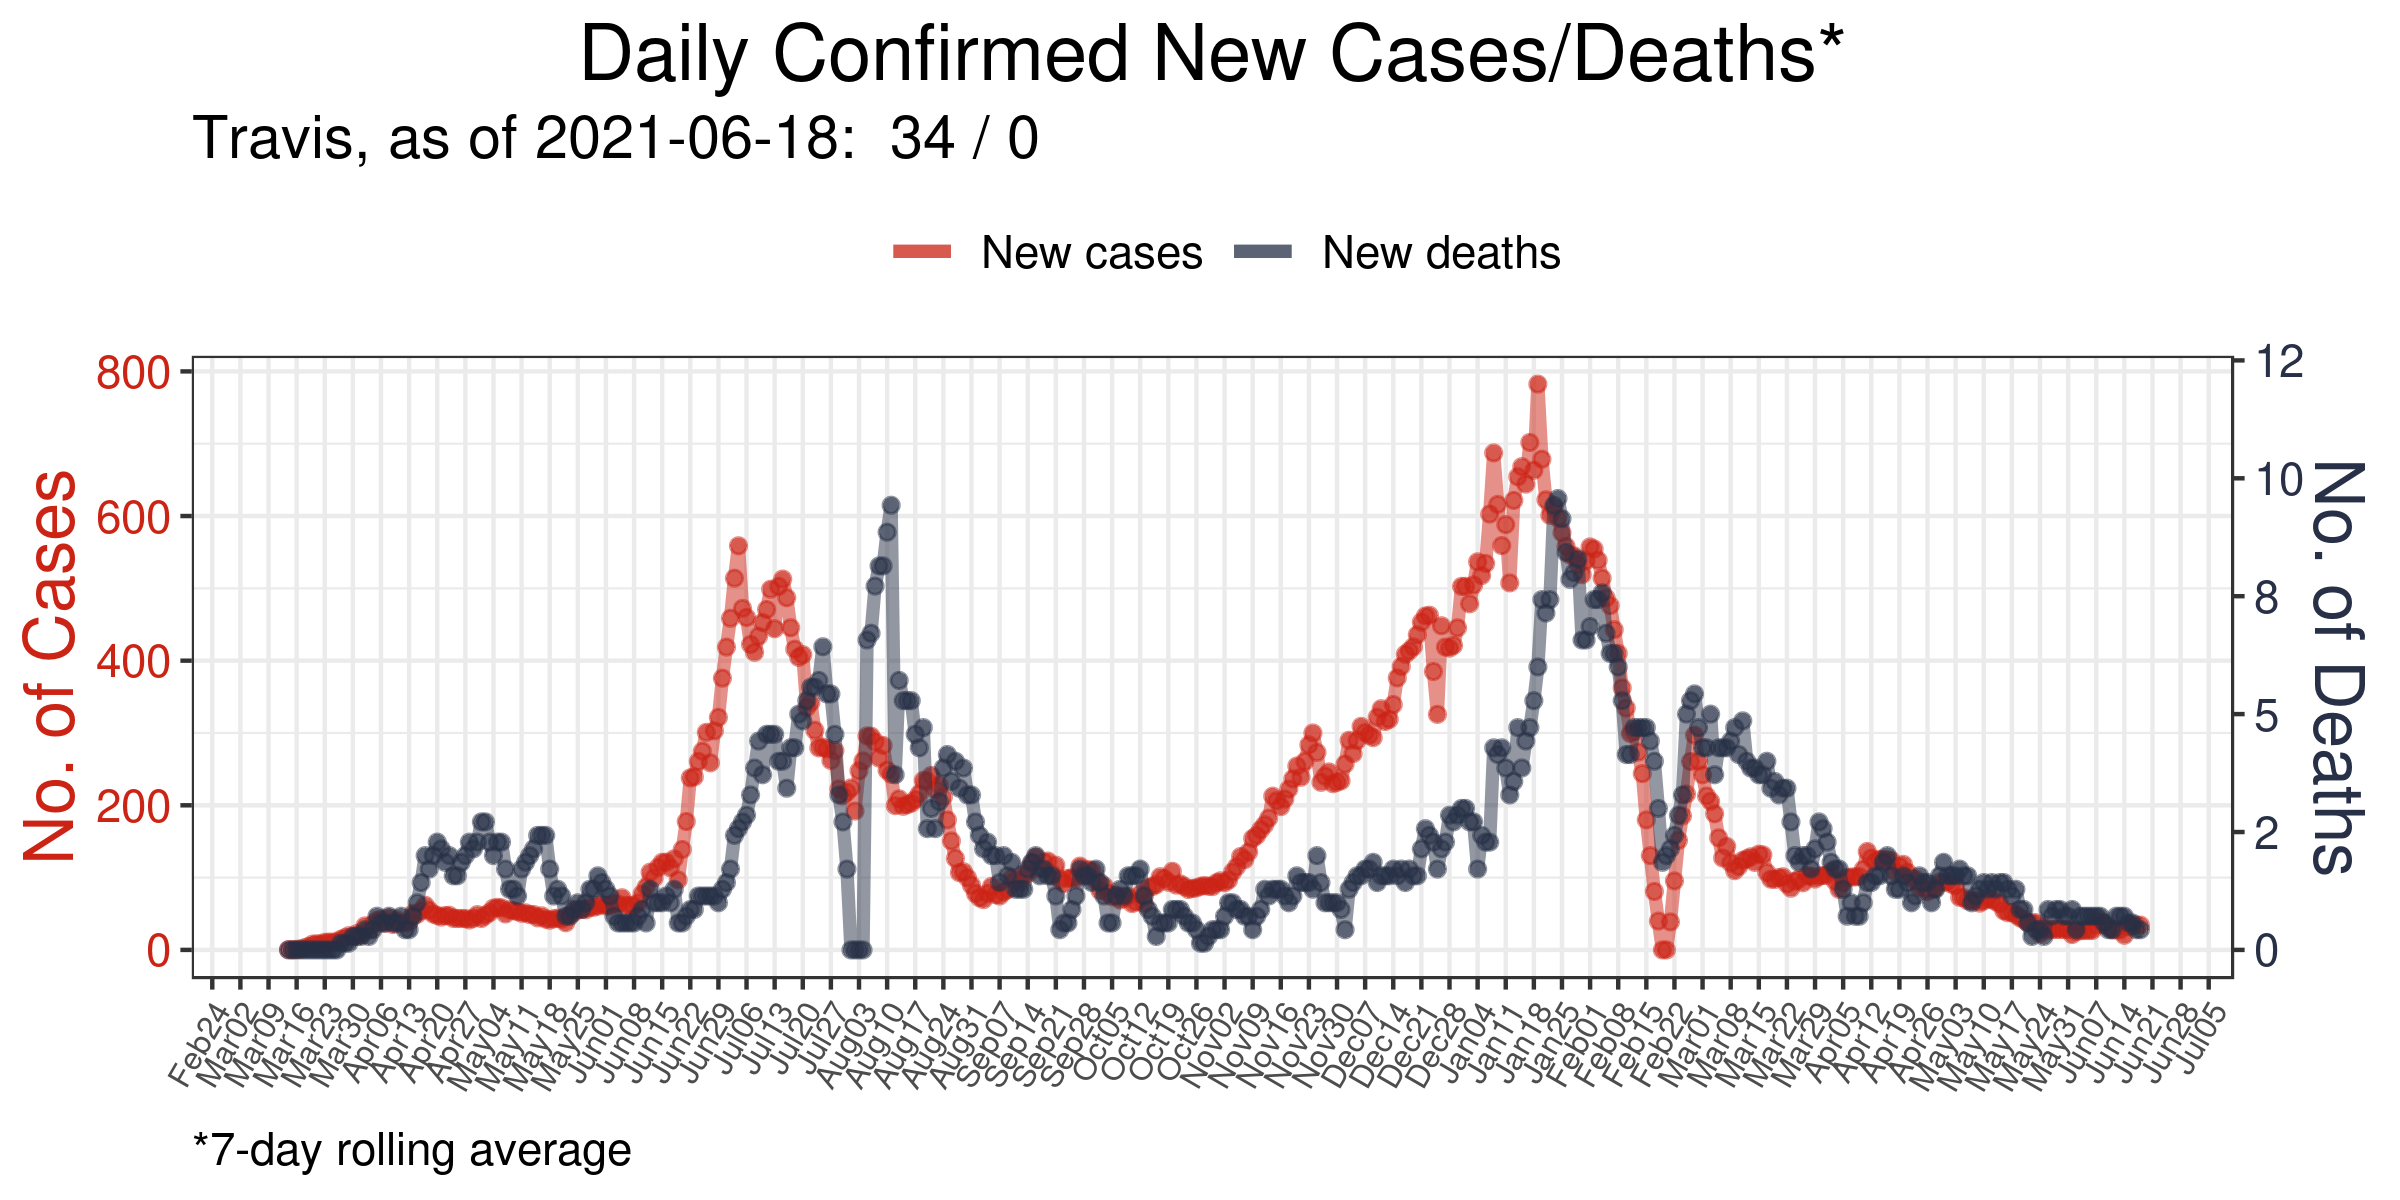 Daily Confirmed New Cases/Deaths*
Travis, as of 2021-06-18:  34 / 0
New cases
New deaths
No. of Cases
800
600
400
200
0
12
10
8
5
2
0
No. of Deaths
Feb24
Mar02
Mar09
Mar16
Mar23
Mar30
Apr06
Apr13
Apr20
Apr27
May04
May11
May18
May25
Jun01
Jun08
Jun15
Jun22
Jun29
Jul06
Jul13
Jul20
Jul27
Aug03
Aug10
Aug17
Aug24
Aug31
Sep07
Sep14
Sep21
Sep28
Oct05
Oct12
Oct19
Oct26
Nov02
Nov09
Nov16
Nov23
Nov30
Dec07
Dec14
Dec21
Dec28
Jan04
Jan11
Jan18
Jan25
Feb01
Feb08
Feb15
Feb22
Mar01
Mar08
Mar15
Mar22
Mar29
Apr05
Apr12
Apr19
Apr26
May03
May10
May17
May24
May31
Jun07
Jun14
Jun21
Jun28
Jul05
*7-day rolling average